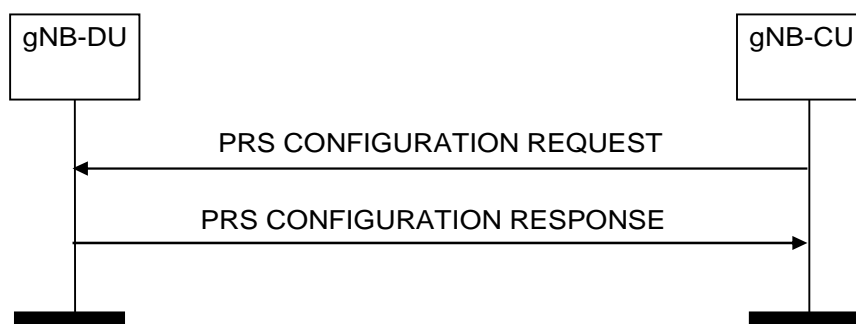 gNB-DU
gNB-CU
PRS CONFIGURATION REQUEST
PRS CONFIGURATION RESPONSE